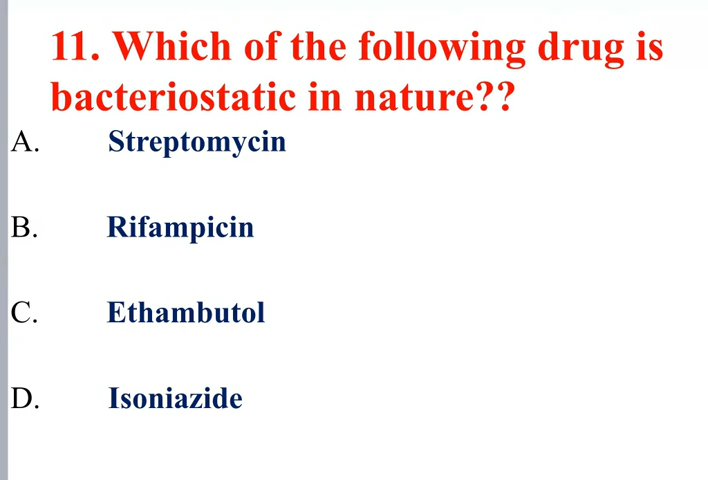 11. Which of the following drug is
bacteriostatic in nature??
A. Streptomycin
B. Rifampicin
C. Ethambutol
D. Isoniazide